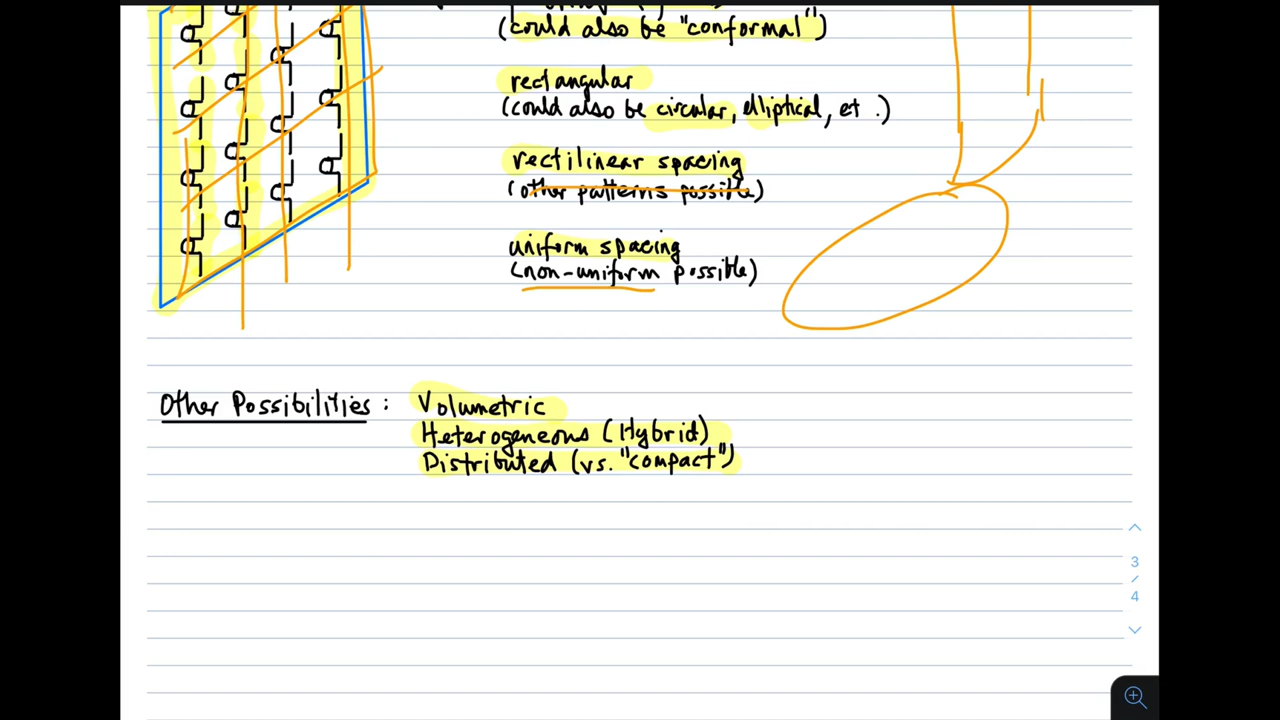 (could also be "conformal")
rectangular
(could also be circular, elliptical, et .)
rectilinear spacing
(other patterns possible)
uniform spacing
(non-uniform possible)
Other Possibilities : Volumetric
Heterogeneous (Hybrid)
Distributed (vs. "compact")
3
/
4